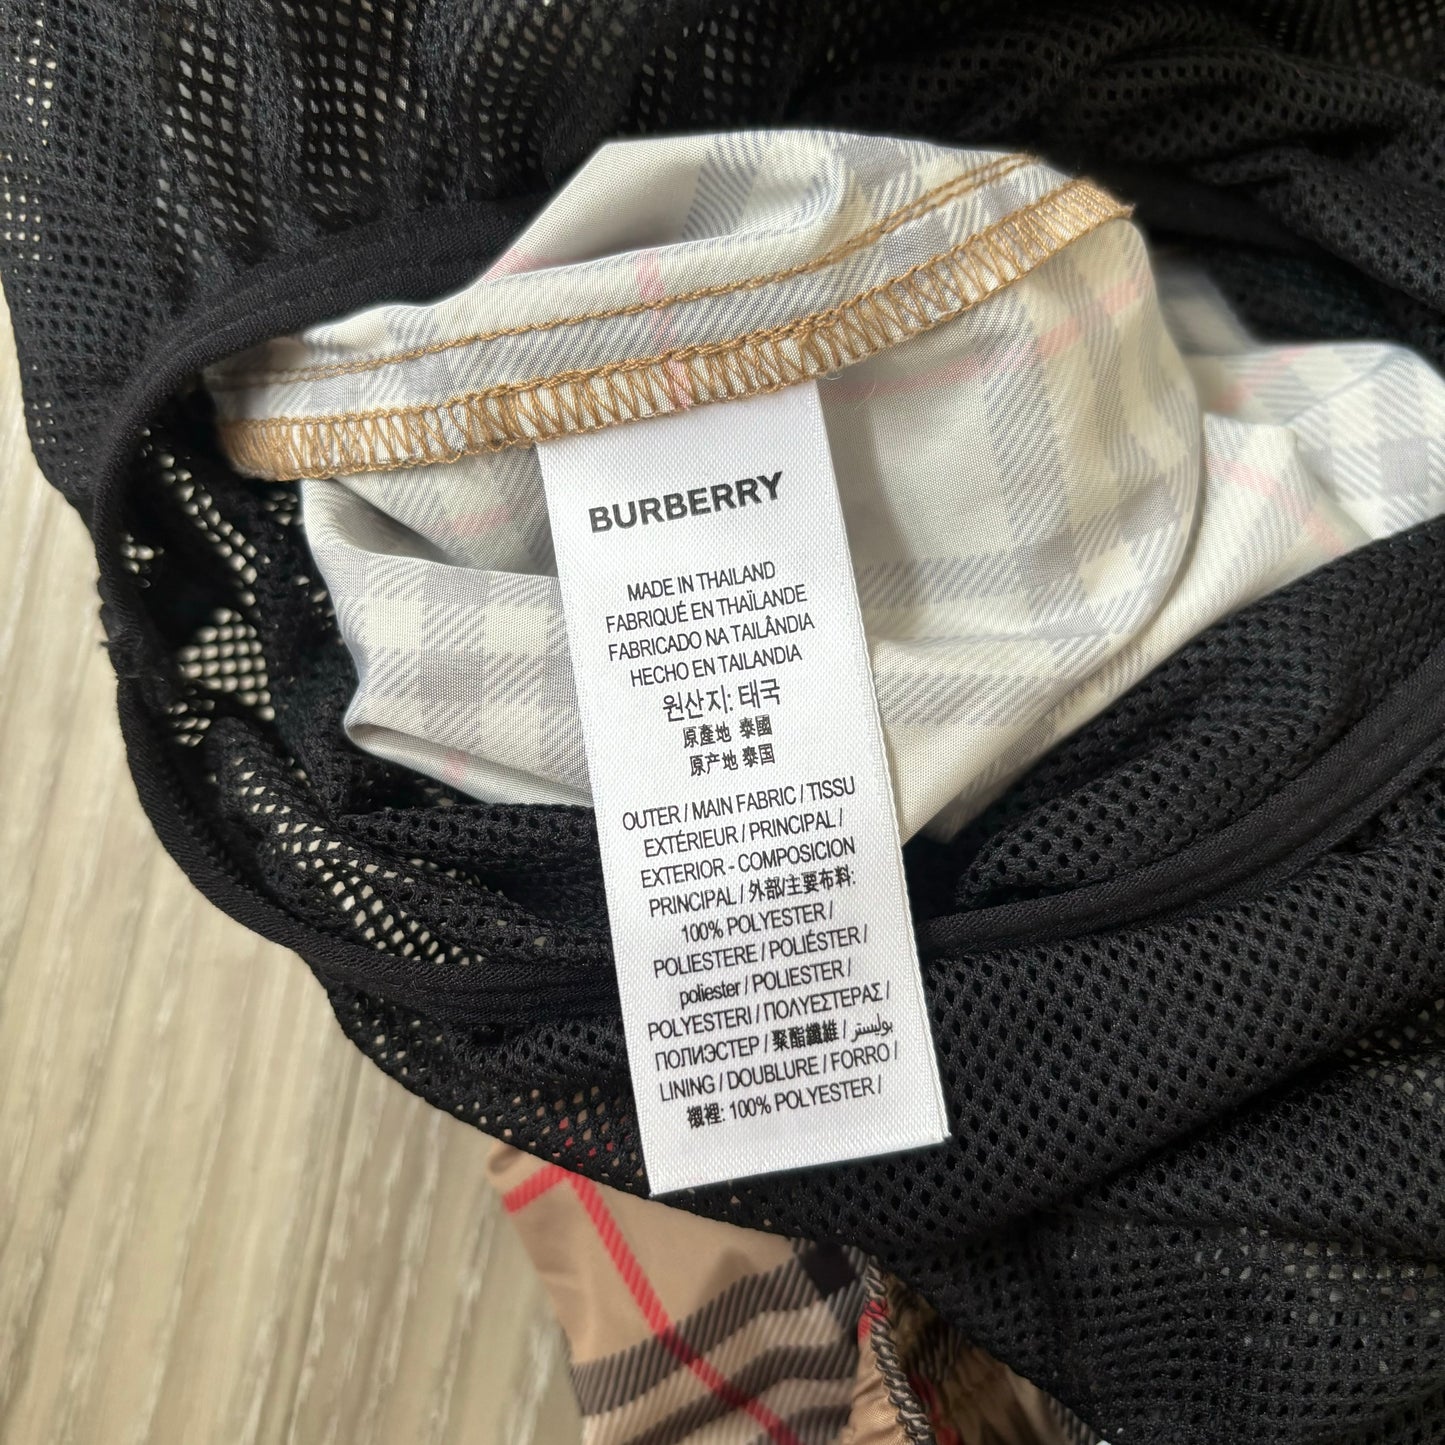 BURBERRY
MADE IN THAILAND
FABRIQUÉ EN THAÏLANDE
FABRICADO NA TAILÂNDIA
HECHO EN TAILANDIA
원산지: 태국
原產地 泰國
原产地 泰国
OUTER / MAIN FABRIC / TISSU
EXTÉRIEUR / PRINCIPAL /
EXTERIOR - COMPOSICION
PRINCIPAL / 外部/主要布料:
100% POLYESTER /
POLIESTERE / POLIÉSTER /
poliester / POLIESTER /
POLYESTERI / ΠΟΛΥΕΣΤΕΡΑΣ /
ПОЛИЭСТЕР / 聚酯纖維 / بوليستر /
LINING / DOUBLURE / FORRO /
襯裡: 100% POLYESTER /